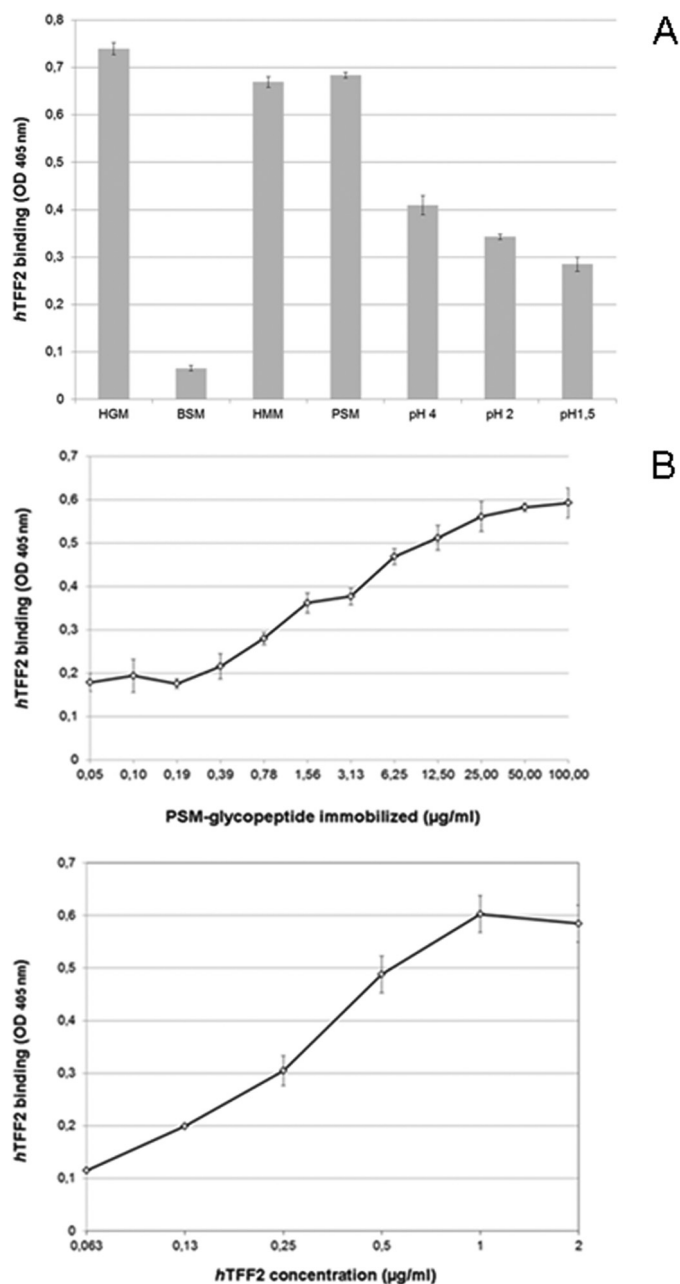 A
hTFF2 binding (OD 405 nm)
0,8
0,7
0,6
0,5
0,4
0,3
0,2
0,1
0
HGM BSM HMM PSM pH 4 pH 2 pH1,5
B
hTFF2 binding (OD 405 nm)
0,7
0,6
0,5
0,4
0,3
0,2
0,1
0
0,05 0,10 0,19 0,39 0,78 1,56 3,13 6,25 12,50 25,00 50,00 100,00
PSM-glycopeptide immobilized (µg/ml)
hTFF2 binding (OD 405 nm)
0,7
0,6
0,5
0,4
0,3
0,2
0,1
0
0,063 0,13 0,25 0,5 1 2
hTFF2 concentration (µg/ml)